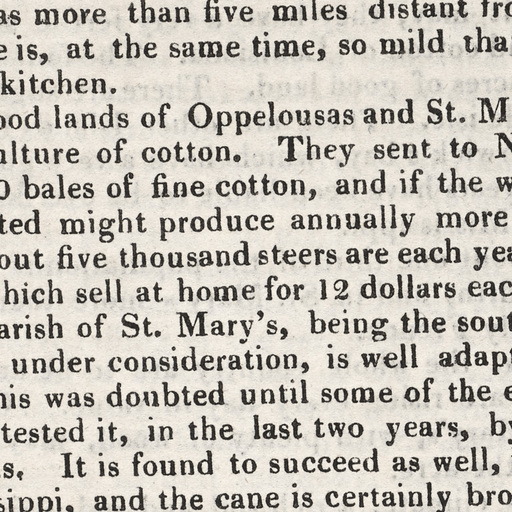 as more than five miles distant fro
e is, at the same time, so mild tha
kitchen.
ood lands of Oppelousas and St. M
ulture of cotton. They sent to N
0 bales of fine cotton, and if the w
ted might produce annually more
out five thousand steers are each yea
hich sell at home for 12 dollars eac
arish of St. Mary's, being the sout
under consideration, is well adapt
his was doubted until some of the e
tested it, in the last two years, by
s. It is found to succeed as well,
sippi, and the cane is certainly bro